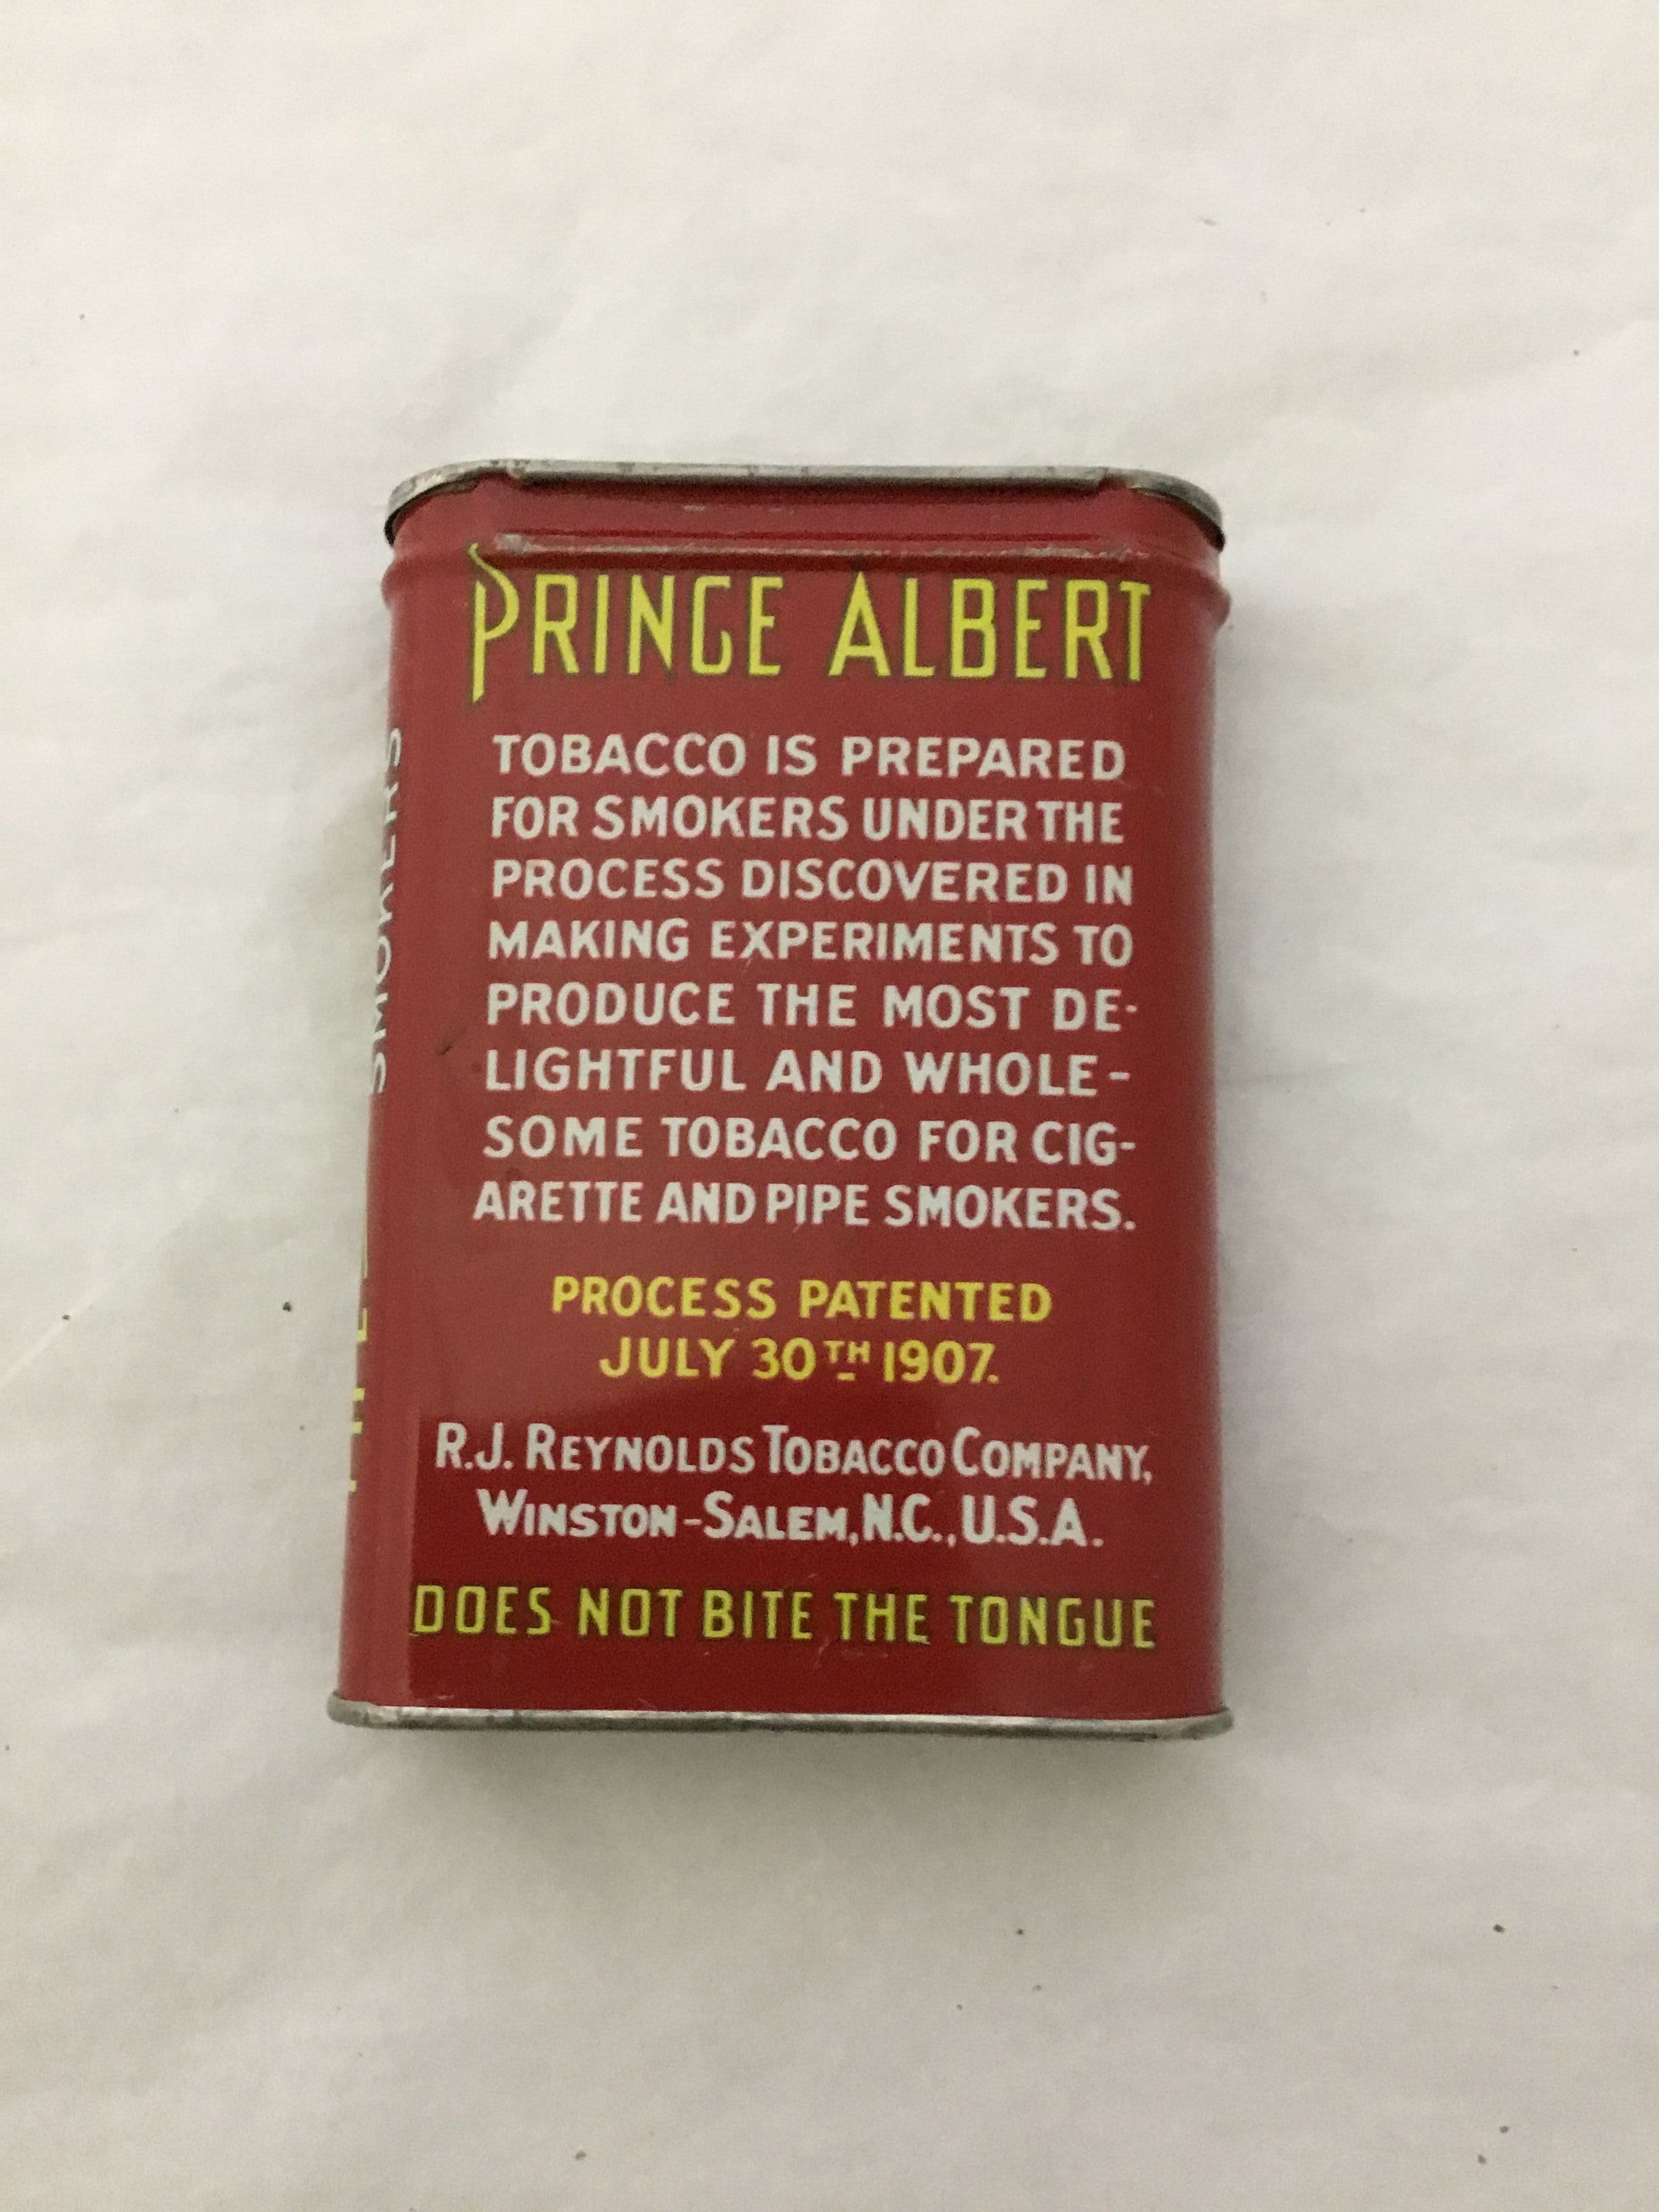 PRINCE ALBERT
TOBACCO IS PREPARED
FOR SMOKERS UNDER THE
PROCESS DISCOVERED IN
MAKING EXPERIMENTS TO
PRODUCE THE MOST DE-
LIGHTFUL AND WHOLE-
SOME TOBACCO FOR CIG-
ARETTE AND PIPE SMOKERS.
PROCESS PATENTED
JULY 30TH 1907.
R.J. REYNOLDS TOBACCO COMPANY,
WINSTON-SALEM, N.C., U.S.A.
DOES NOT BITE THE TONGUE
SMOKERS